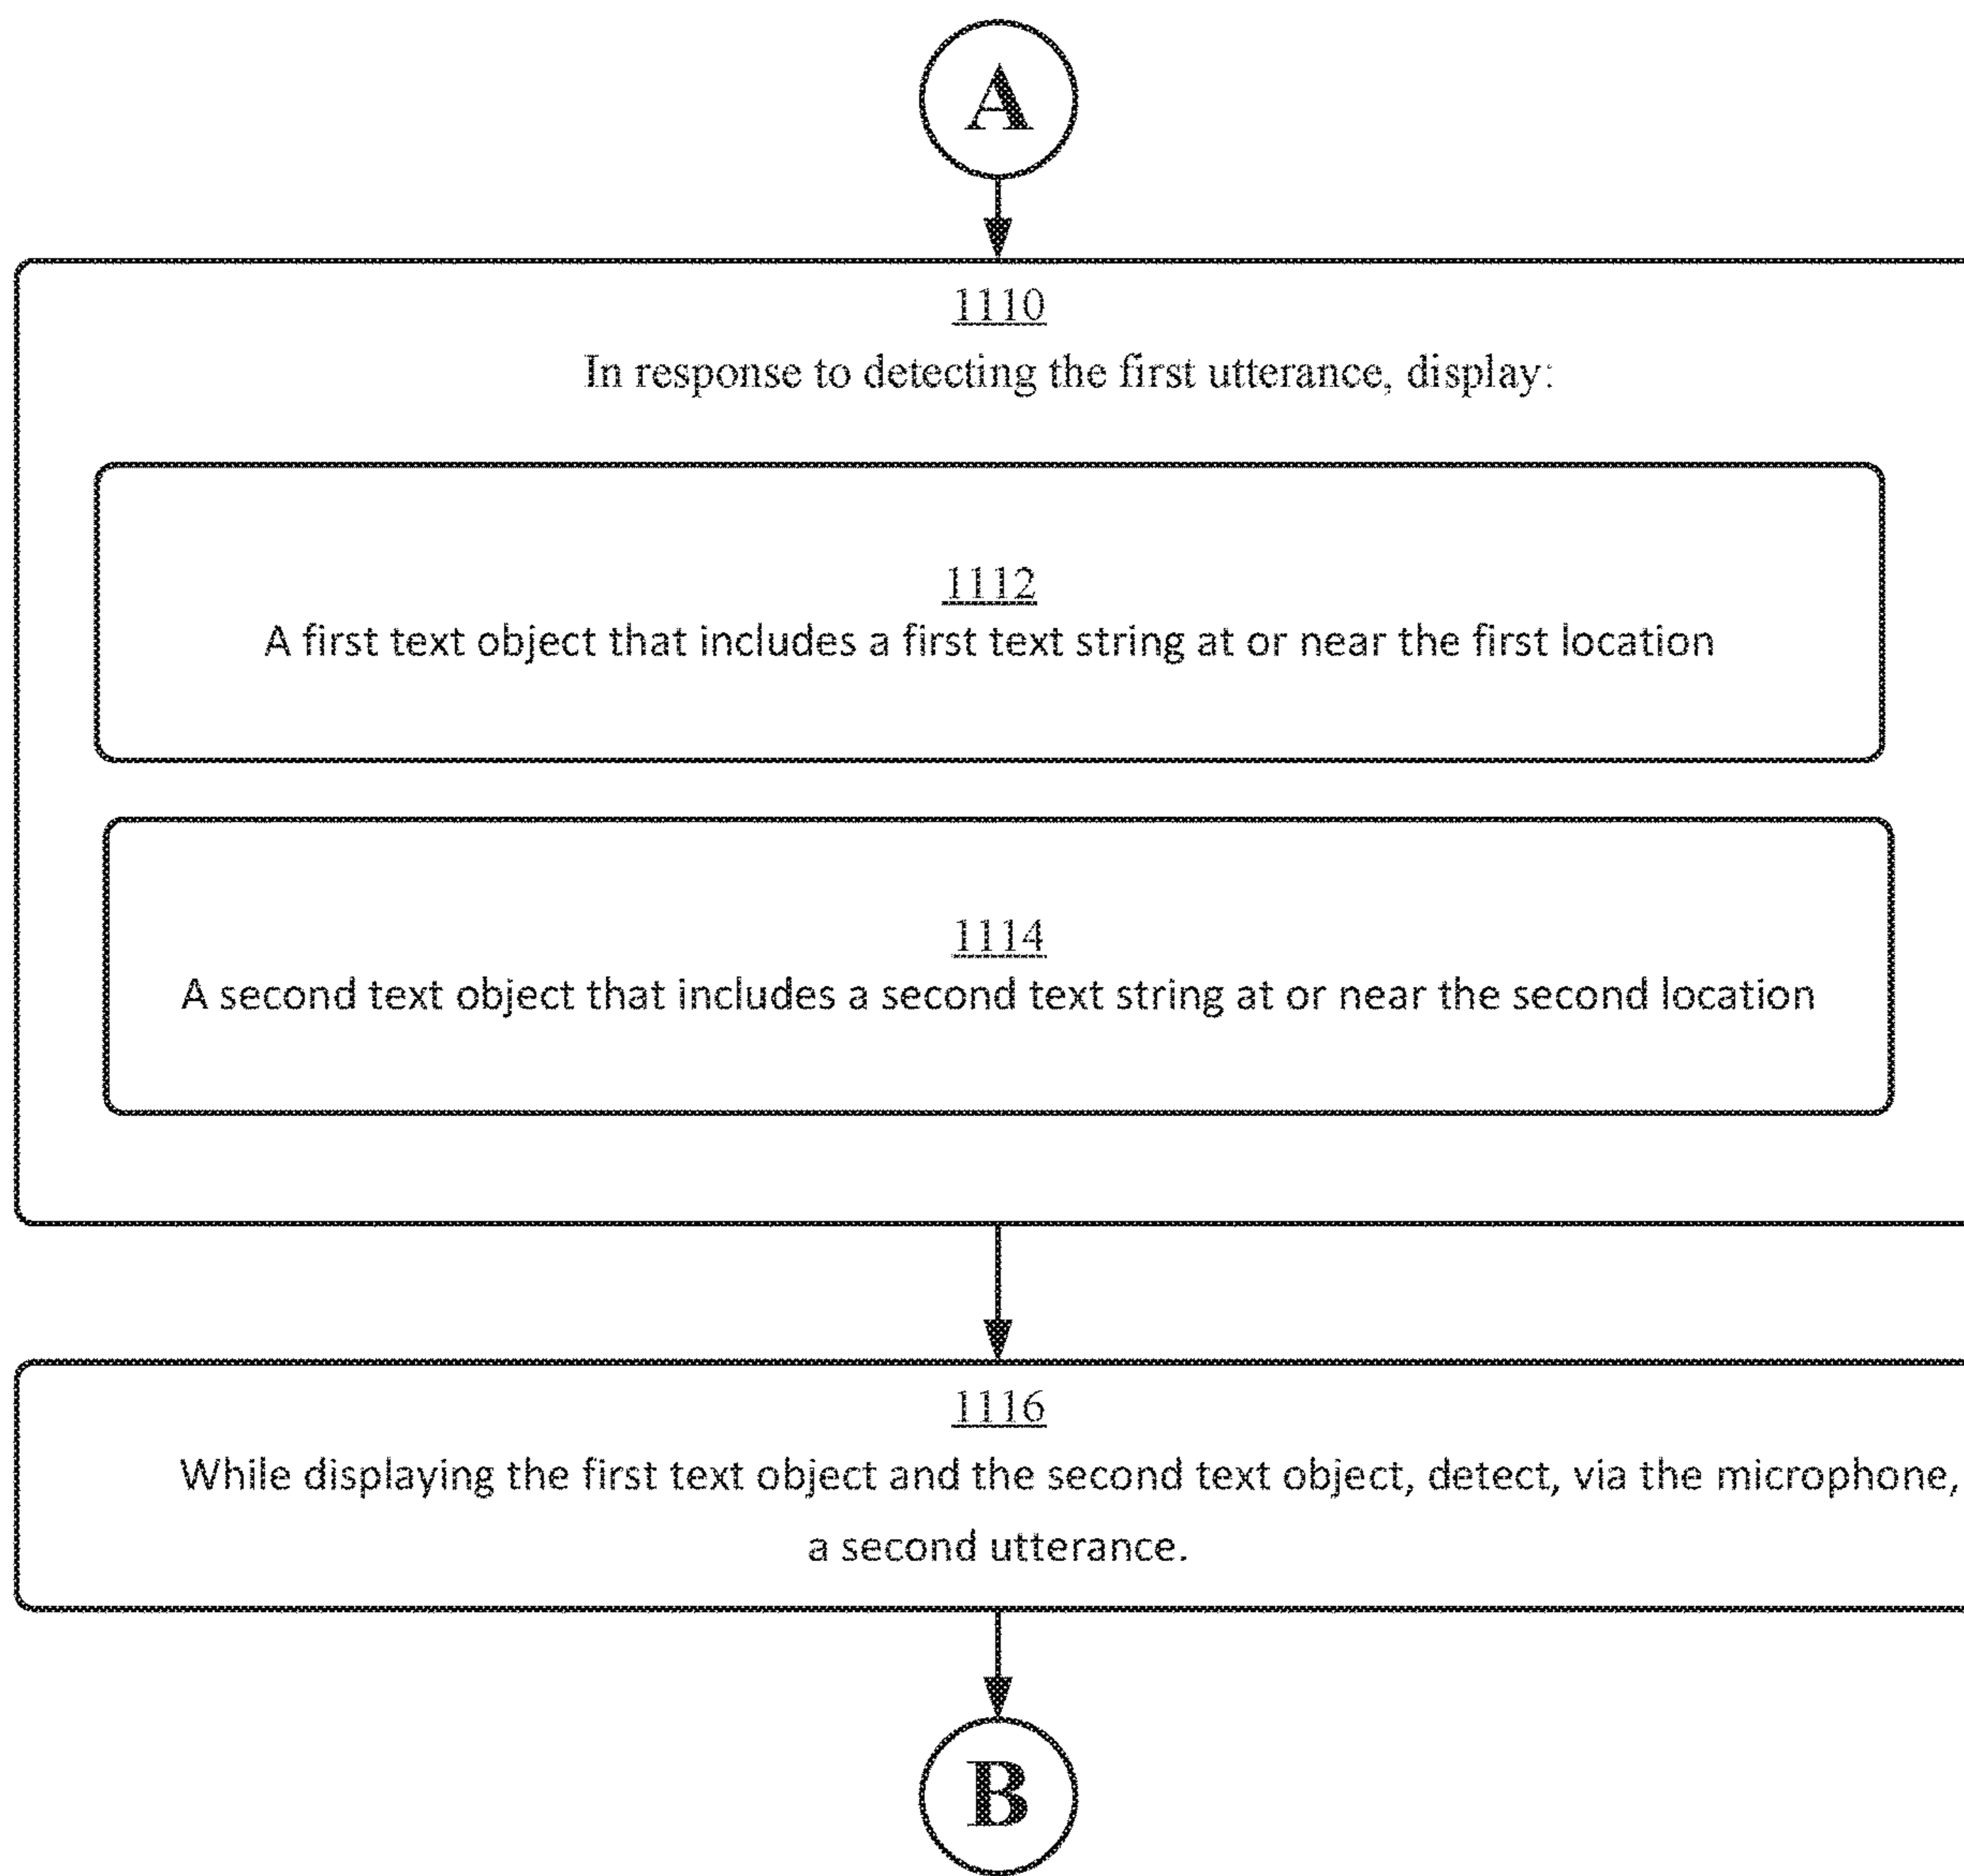 A
1110
In response to detecting the first utterance, display:
1112
A first text object that includes a first text string at or near the first location
1114
A second text object that includes a second text string at or near the second location
1116
While displaying the first text object and the second text object, detect, via the microphone,
a second utterance.
B